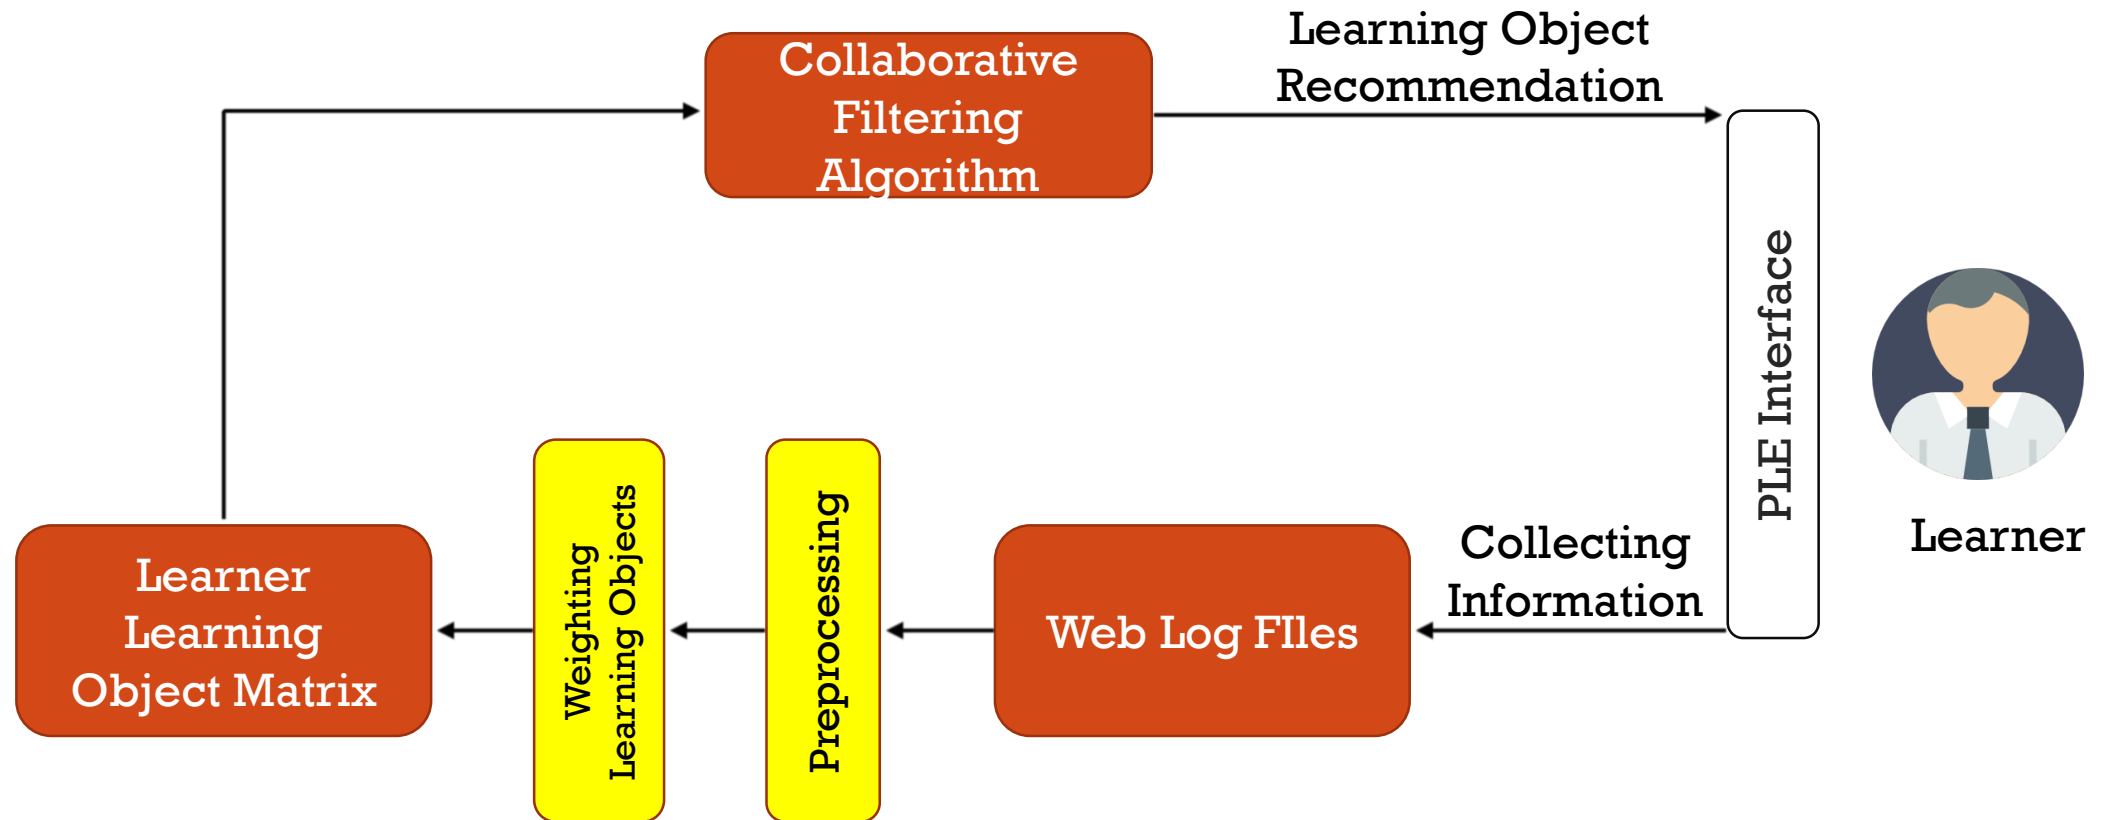 Collaborative
Filtering
Algorithm
Learning Object
Recommendation
PLE Interface
Learner
Collecting
Information
Web Log FIles
Preprocessing
Weighting
Learning Objects
Learner
Learning
Object Matrix